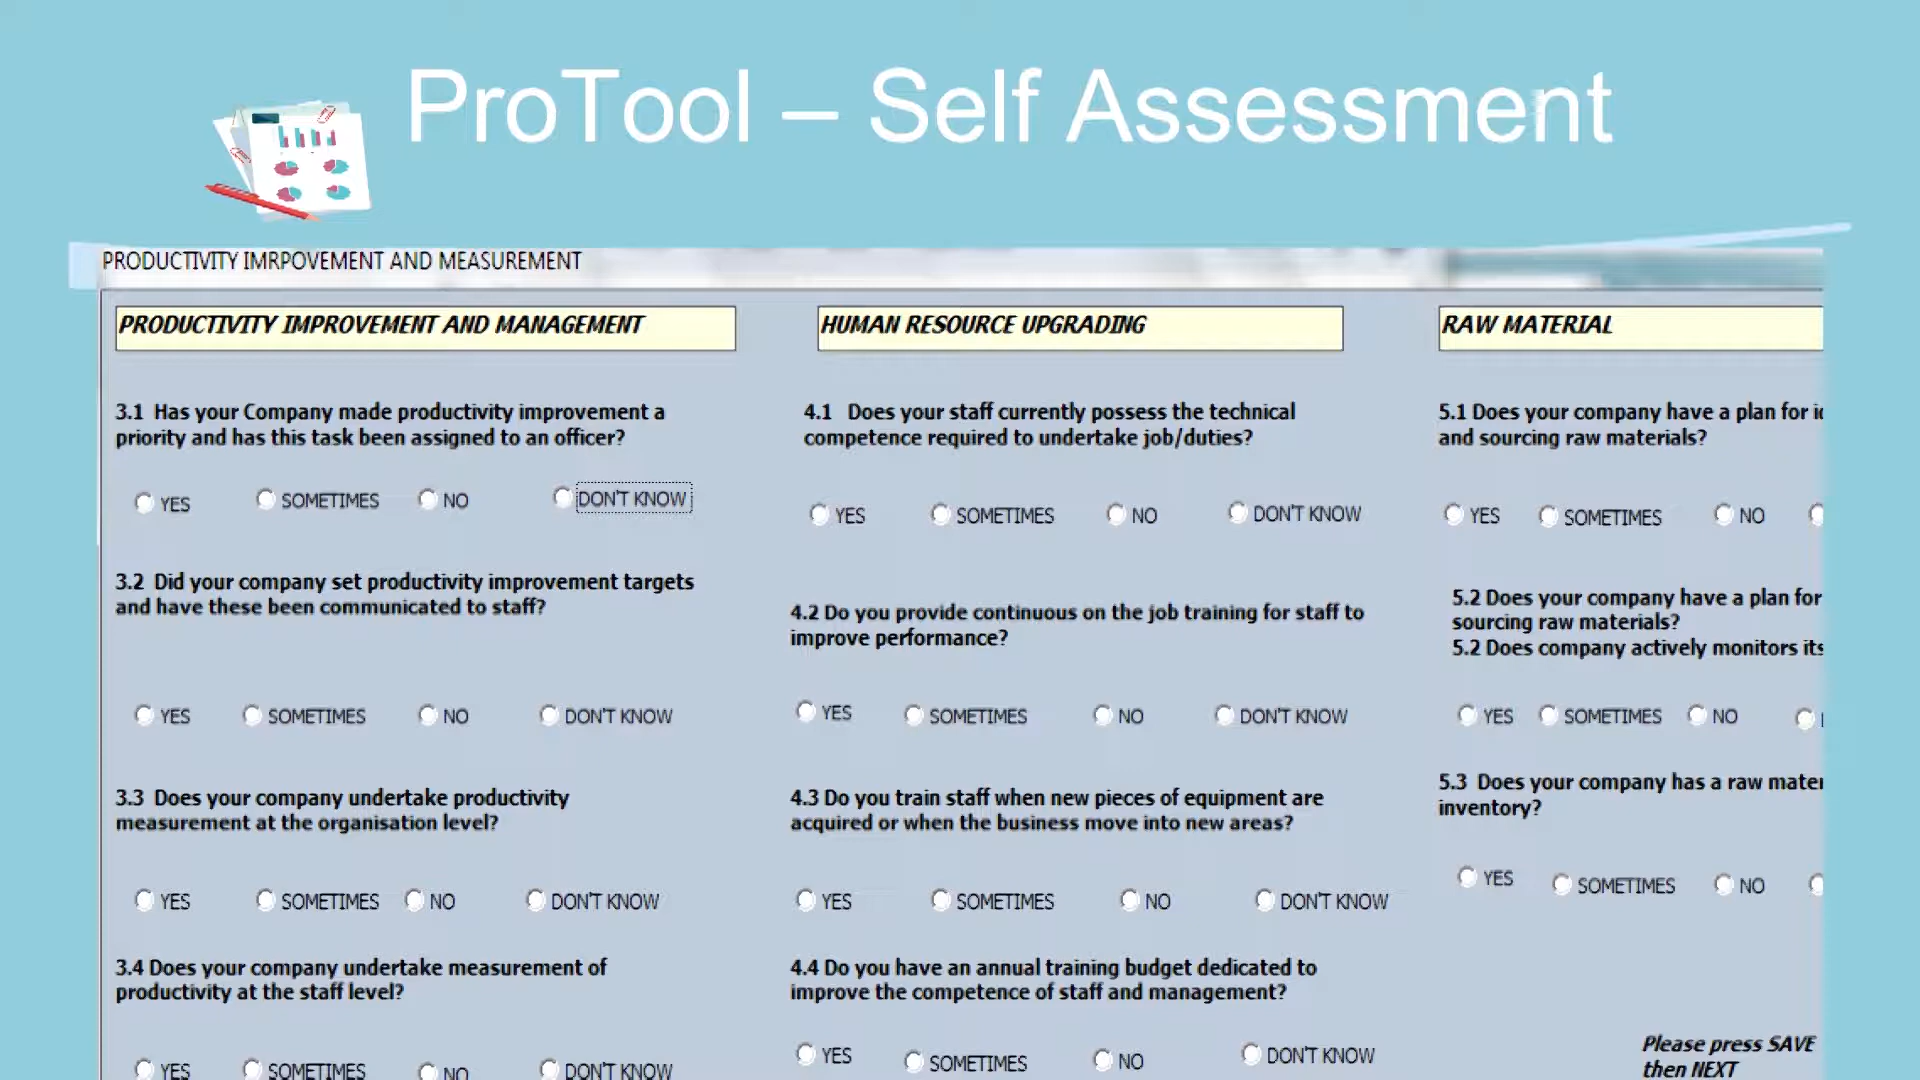 ProTool – Self Assessment
PRODUCTIVITY IMRPOVEMENT AND MEASUREMENT
PRODUCTIVITY IMPROVEMENT AND MANAGEMENT
3.1 Has your Company made productivity improvement a
priority and has this task been assigned to an officer?
YES SOMETIMES NO DON'T KNOW
3.2 Did your company set productivity improvement targets
and have these been communicated to staff?
YES SOMETIMES NO DON'T KNOW
3.3 Does your company undertake productivity
measurement at the organisation level?
YES SOMETIMES NO DON'T KNOW
3.4 Does your company undertake measurement of
productivity at the staff level?
YES SOMETIMES NO DON'T KNOW
HUMAN RESOURCE UPGRADING
4.1 Does your staff currently possess the technical
competence required to undertake job/duties?
YES SOMETIMES NO DON'T KNOW
4.2 Do you provide continuous on the job training for staff to
improve performance?
YES SOMETIMES NO DON'T KNOW
4.3 Do you train staff when new pieces of equipment are
acquired or when the business move into new areas?
YES SOMETIMES NO DON'T KNOW
4.4 Do you have an annual training budget dedicated to
improve the competence of staff and management?
YES SOMETIMES NO DON'T KNOW
RAW MATERIAL
5.1 Does your company have a plan for
and sourcing raw materials?
YES SOMETIMES NO
5.2 Does your company have a plan for
sourcing raw materials?
5.2 Does company actively monitors its
YES SOMETIMES NO
5.3 Does your company has a raw
inventory?
YES SOMETIMES NO
Please press SAVE
then NEXT